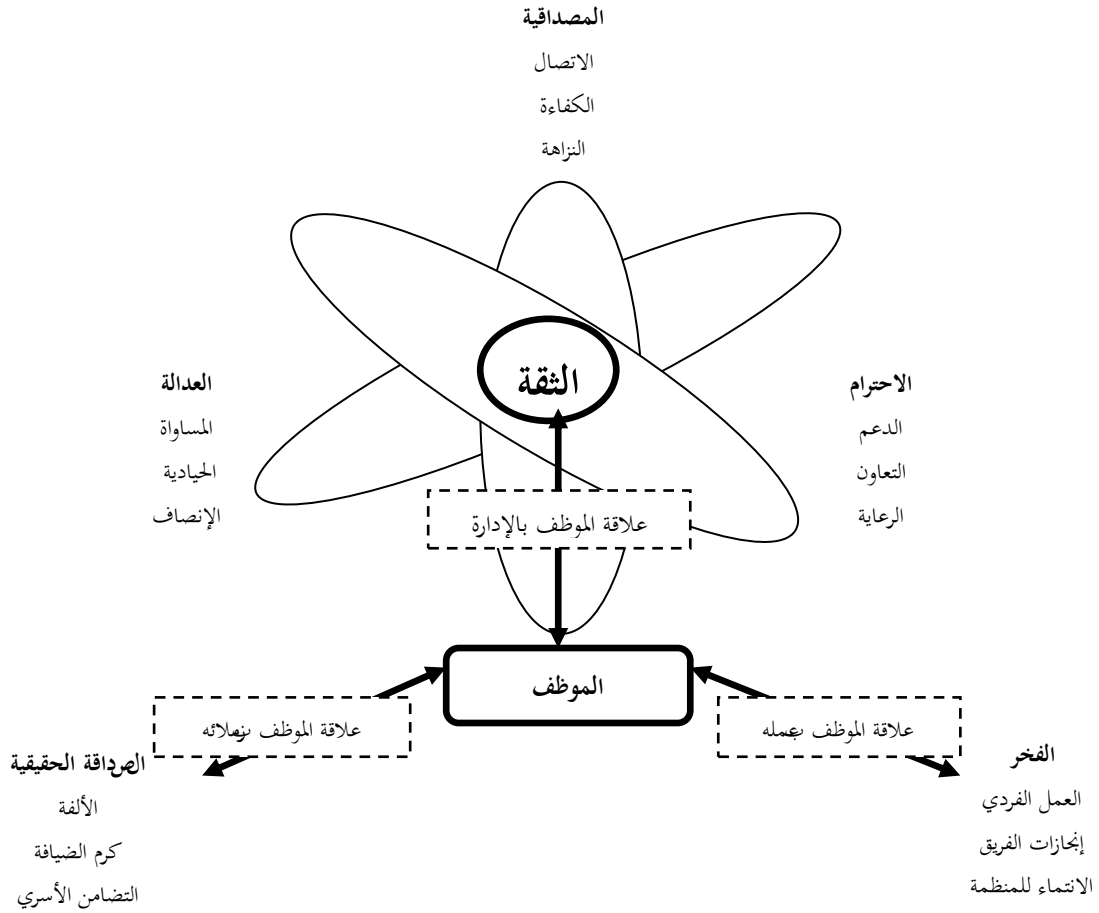 المصداقية
الاتصال
الكفاءة
النزاهة
الثقة
الاحترام
الدعم
التعاون
الرعاية
العدالة
المساواة
الحيادية
الإنصاف
علاقة الموظف بالإدارة
الموظف
علاقة الموظف بعمله
علاقة الموظف بزملائه
الفخر
العمل الفردي
إنجازات الفريق
الانتماء للمنظمة
الصداقة الحقيقية
الألفة
كرم الضيافة
التضامن الأسري